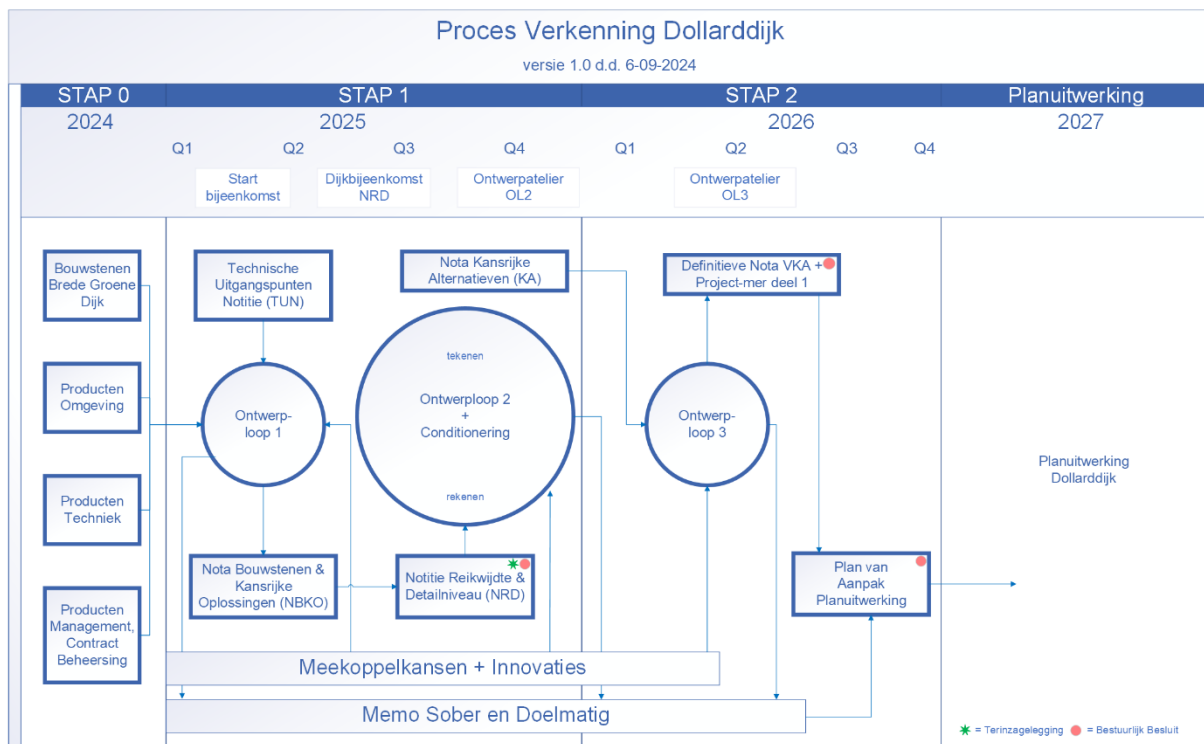 Proces Verkenning Dollarddijk
versie 1.0 d.d. 6-09-2024
STAP 0
STAP 1
STAP 2
Planuitwerking
2024
2025
2026
2027
Q1
Q2
Q3
Q4
Q1
Q2
Q3
Q4
Start
bijeenkomst
Dijkbijeenkomst
NRD
Ontwerpatelier
OL2
Ontwerpatelier
OL3
Bouwstenen
Brede Groene
Dijk
Technische
Uitgangspunten
Notitie (TUN)
Nota Kansrijke
Alternatieven (KA)
Definitieve Nota VKA +
Project-mer deel 1
Producten
Omgeving
Ontwerp-
loop 1
tekenen
Ontwerploop 2
+
Conditionering
rekenen
Ontwerp-
loop 3
Planuitwerking
Dollarddijk
Producten
Techniek
Nota Bouwstenen &
Kansrijke
Oplossingen (NBKO)
Notitie Reikwijdte &
Detailniveau (NRD)
Plan van
Aanpak
Planuitwerking
Producten
Management,
Contract
Beheersing
Meekoppelkansen + Innovaties
Memo Sober en Doelmatig
= Terinzagelegging
= Bestuurlijk Besluit